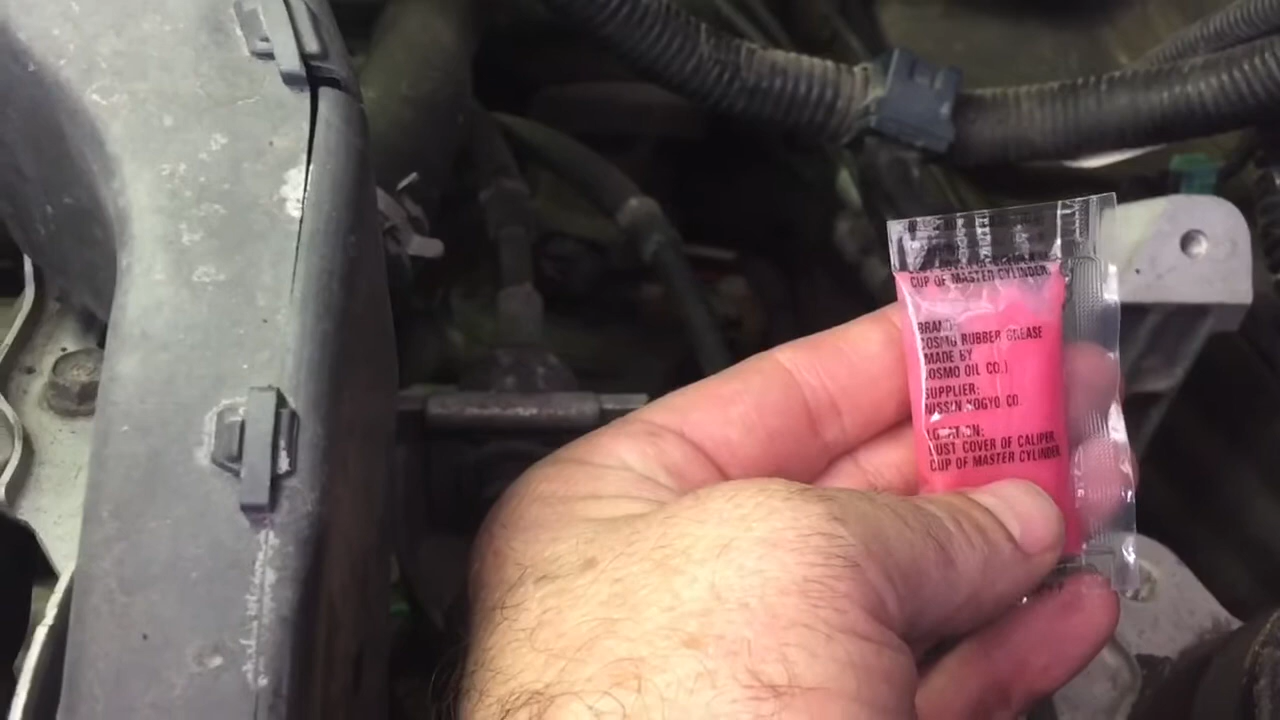 CUP OF MASTER CYLINDER
BRAND:
COSMO RUBBER GREASE
MADE BY
COSMO OIL CO.)
SUPPLIER:
NISSIN KOGYO CO.
LOCATION:
DUST COVER OF CALIPER,
CUP OF MASTER CYLINDER